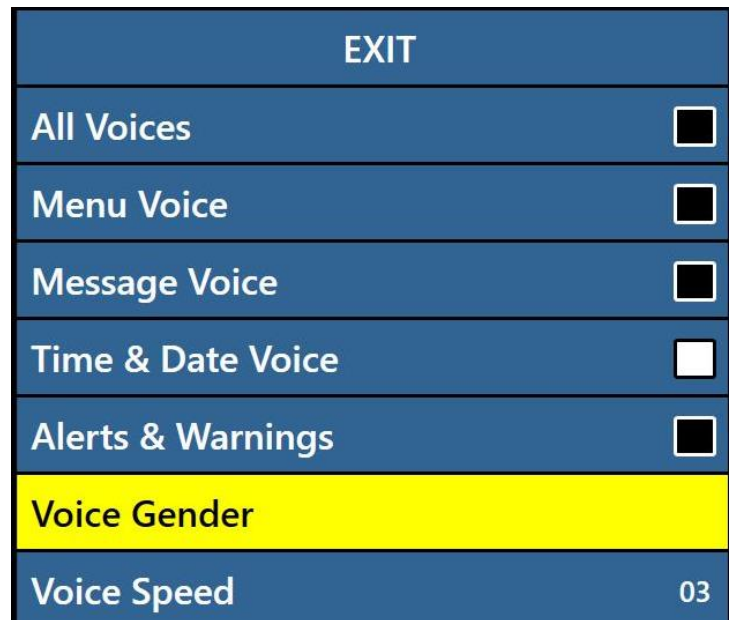 EXIT
All Voices
Menu Voice
Message Voice
Time & Date Voice
Alerts & Warnings
Voice Gender
Voice Speed 03